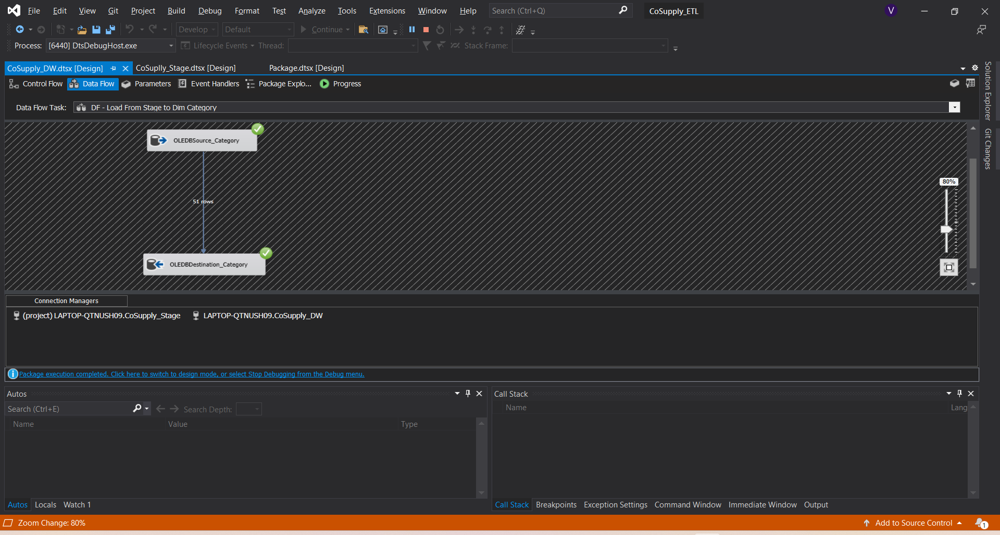 File Edit View Git Project Build Debug Format Test Analyze Tools Extensions Window Help Search (Ctrl+Q) CoSupply_ETL V
Develop Default Continue
Process: [6440] DtsDebugHost.exe Lifecycle Events Thread: Stack Frame:
CoSupply_DW.dtsx [Design] CoSuplly_Stage.dtsx [Design] Package.dtsx [Design]
Control Flow Data Flow Parameters Event Handlers Package Explo... Progress
Data Flow Task: DF - Load From Stage to Dim Category
OLEDBSource_Category
80%
51 rows
OLEDBDestination_Category
Solution Explorer
Git Changes
Connection Managers
(project) LAPTOP-QTNUSH09.CoSupply_Stage LAPTOP-QTNUSH09.CoSupply_DW
Package execution completed. Click here to switch to design mode, or select Stop Debugging from the Debug menu.
Autos
Search (Ctrl+E) Search Depth:
Name Value Type
Autos Locals Watch 1
Call Stack
Name Lang
Call Stack Breakpoints Exception Settings Command Window Immediate Window Output
Zoom Change: 80% Add to Source Control 1